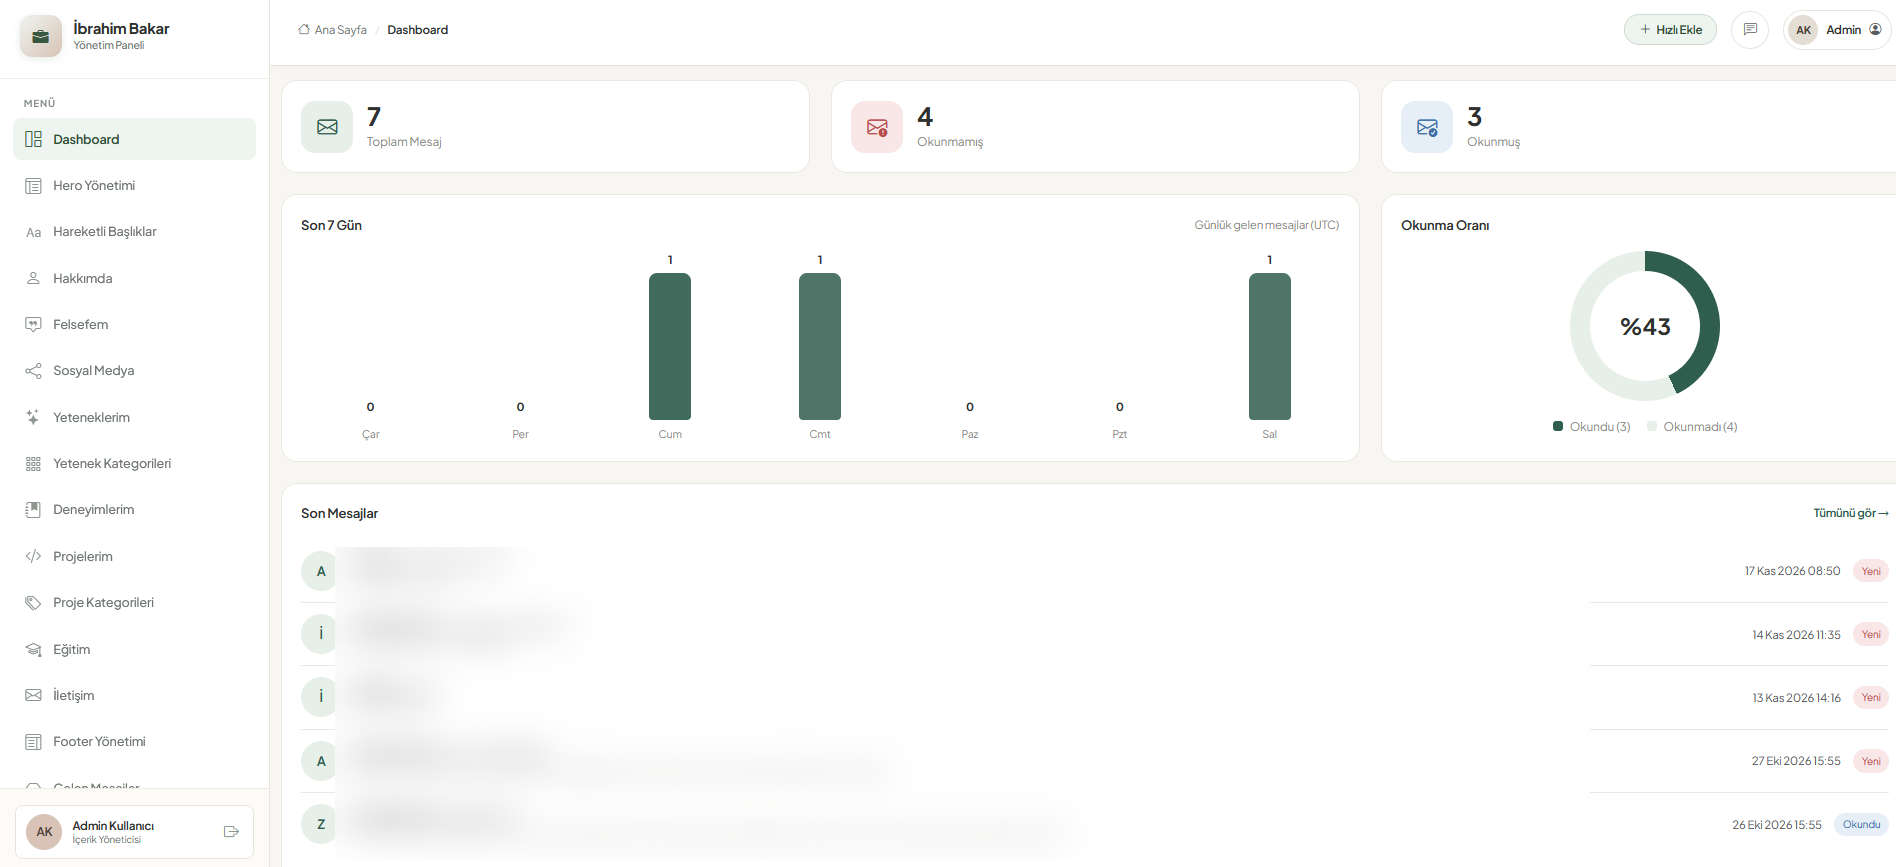 İbrahim Bakar
Yönetim Paneli
Ana Sayfa / Dashboard
+ Hızlı Ekle
AK
Admin
MENÜ
Dashboard
Hero Yönetimi
Aa Hareketli Başlıklar
Hakkımda
Felsefem
Sosyal Medya
Yeteneklerim
Yetenek Kategorileri
Deneyimlerim
Projelerim
Proje Kategorileri
Eğitim
İletişim
Footer Yönetimi
Gelen Mesajlar
AK
Admin Kullanıcı
İçerik Yöneticisi
7
Toplam Mesaj
4
Okunmamış
3
Okunmuş
Son 7 Gün
Günlük gelen mesajlar (UTC)
0 0 1 1 0 0 1
Çar Per Cum Cmt Paz Pzt Sal
Okunma Oranı
%43
Okundu (3) Okunmadı (4)
Son Mesajlar
Tümünü gör →
A 17 Kas 2026 08:50 Yeni
İ 14 Kas 2026 11:35 Yeni
İ 13 Kas 2026 14:16 Yeni
A 27 Eki 2026 15:55 Yeni
Z 26 Eki 2026 15:55 Okundu